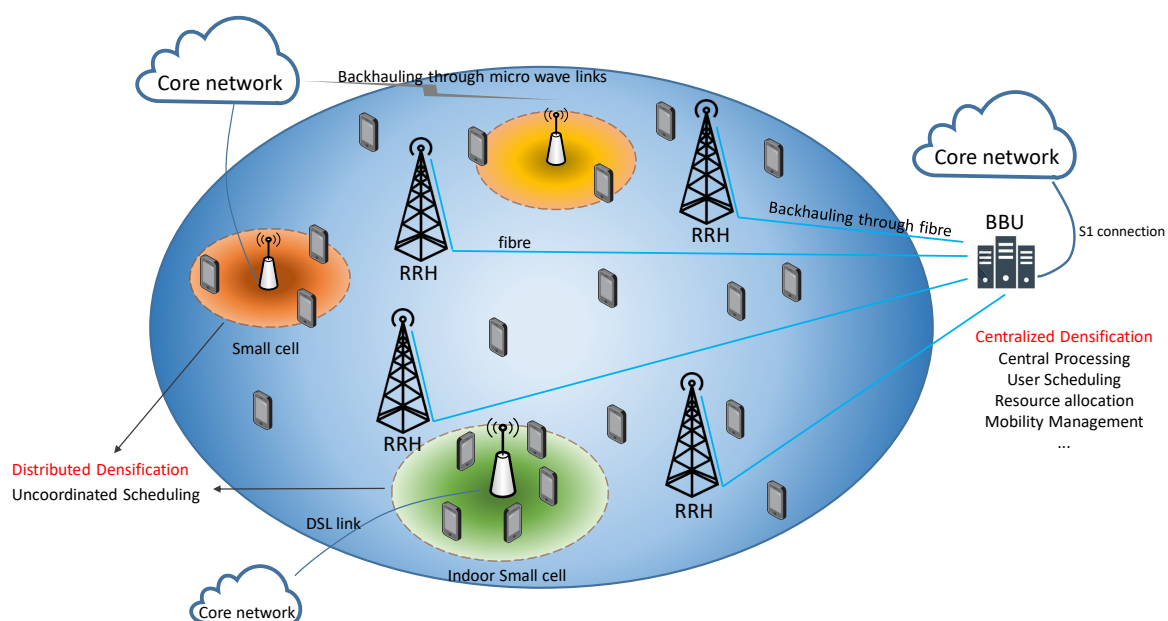 Core network
Backhauling through micro wave links
Core network
Backhauling through fibre
BBU
S1 connection
RRH
fibre
RRH
Small cell
Centralized Densification
Central Processing
User Scheduling
Resource allocation
Mobility Management
...
RRH
Distributed Densification
Uncoordinated Scheduling
RRH
DSL link
Indoor Small cell
Core network